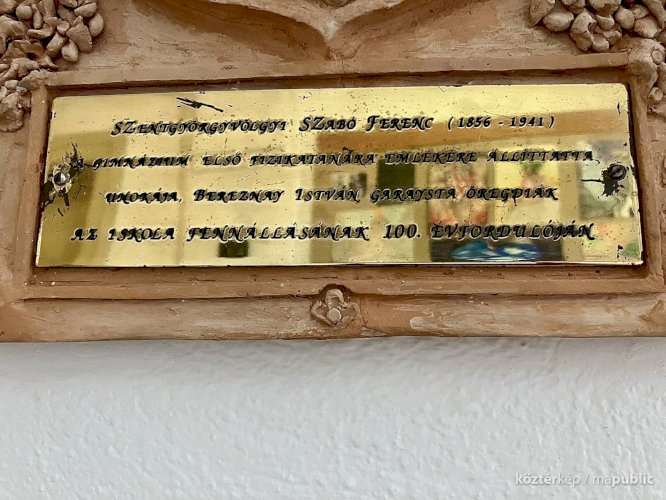 SZENTGYÖRGYVÖLGYI SZABÓ FERENC (1856 - 1941)
A GIMNÁZIUM ELSŐ FIZIKATANÁRA EMLÉKÉRE ÁLLÍTTATTA
UNOKÁJA, BEREZNAY ISTVÁN GARAYSTA ÖREGDIÁK
AZ ISKOLA FENNÁLLÁSÁNAK 100. ÉVFORDULÓJÁN
köztérkép / mapublic